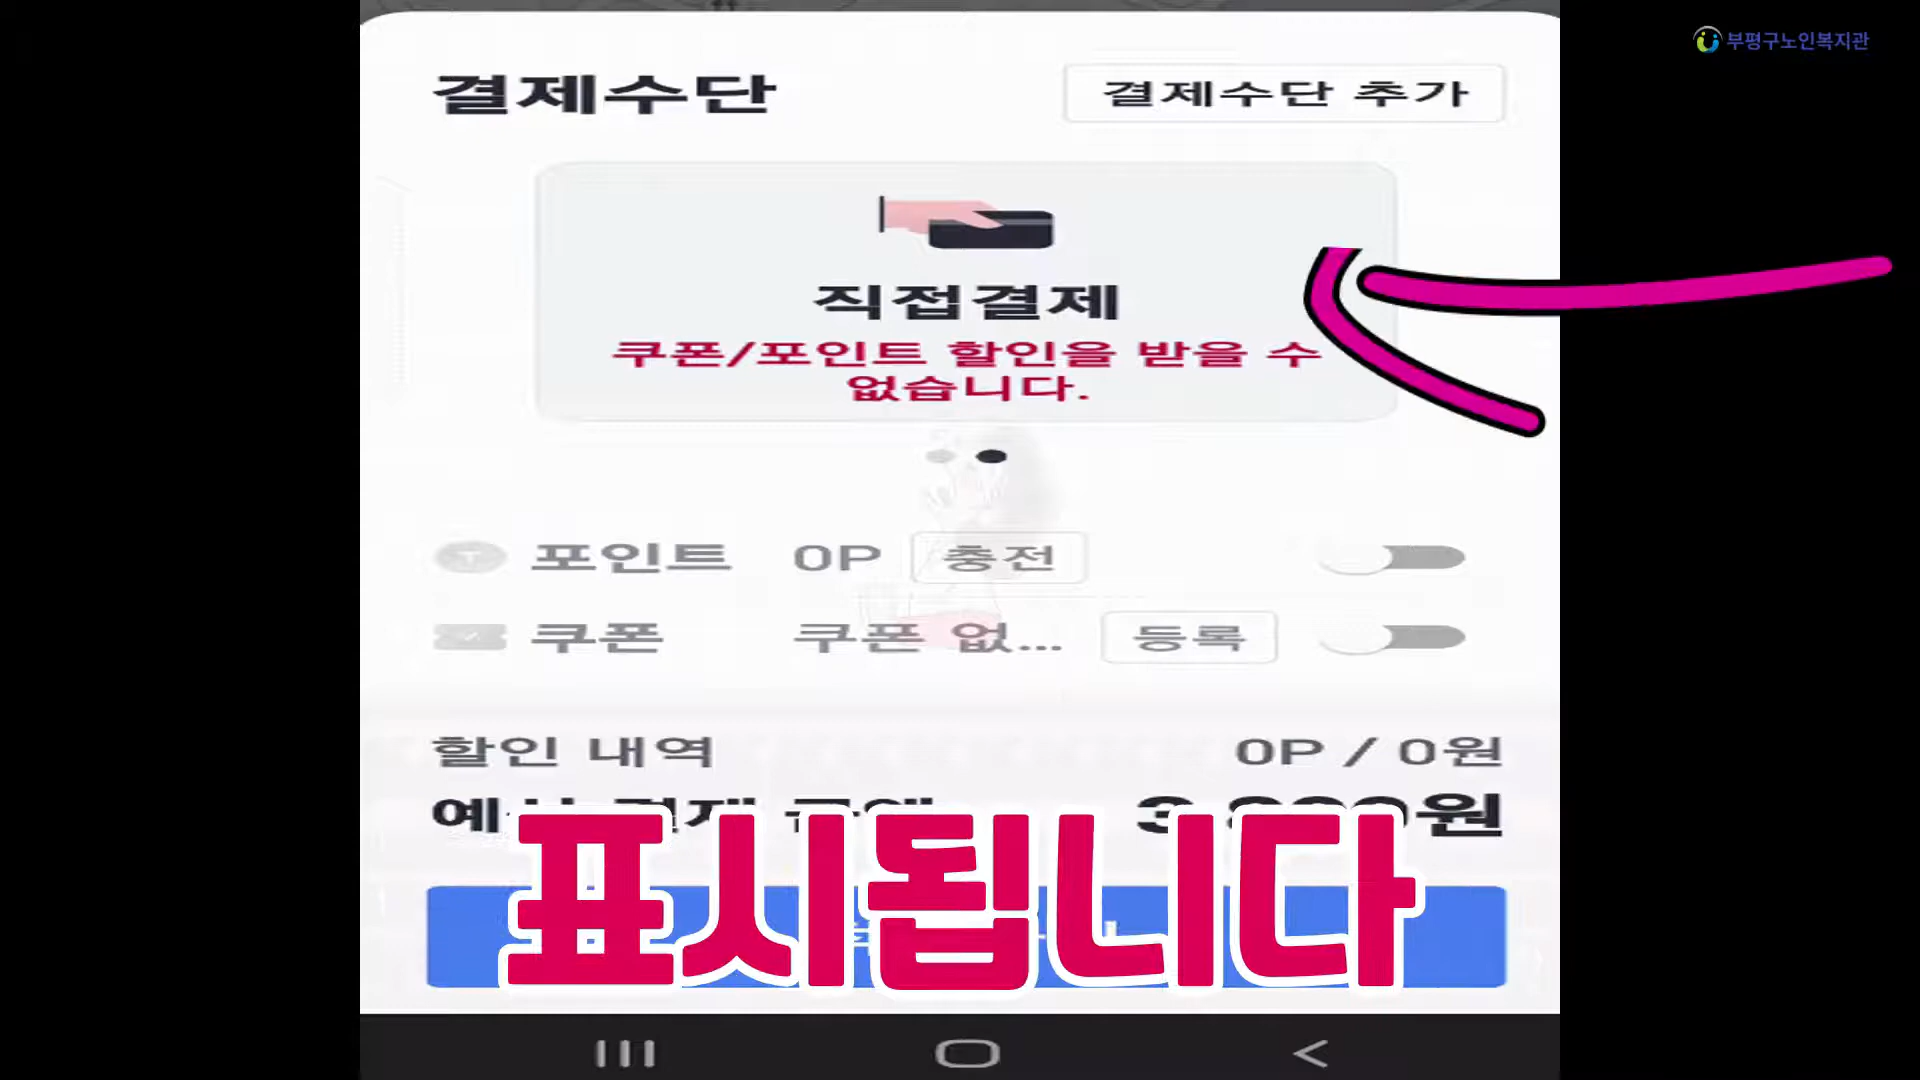 부평구노인복지관
결제수단
결제수단 추가
직접결제
쿠폰/포인트 할인을 받을 수
없습니다.
포인트 0P 충전
쿠폰 쿠폰 없... 등록
할인 내역 0P / 0원
표시됩니다